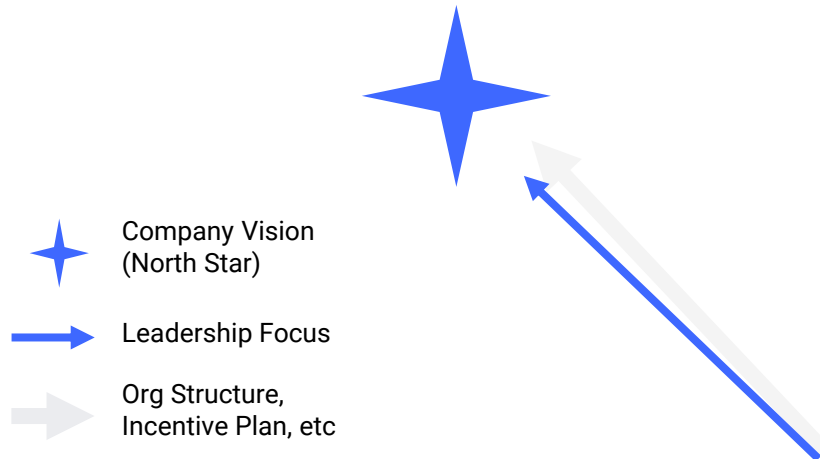 Company Vision
(North Star)
Leadership Focus
Org Structure,
Incentive Plan, etc